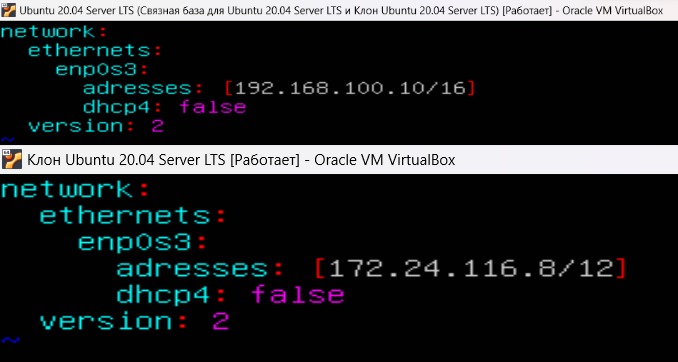 Ubuntu 20.04 Server LTS (Связная база для Ubuntu 20.04 Server LTS и Клон Ubuntu 20.04 Server LTS) [Работает] - Oracle VM VirtualBox
network:
  ethernets:
    enp0s3:
      adresses: [192.168.100.10/16]
      dhcp4: false
  version: 2
~
Клон Ubuntu 20.04 Server LTS [Работает] - Oracle VM VirtualBox
network:
  ethernets:
    enp0s3:
      adresses: [172.24.116.8/12]
      dhcp4: false
  version: 2
~